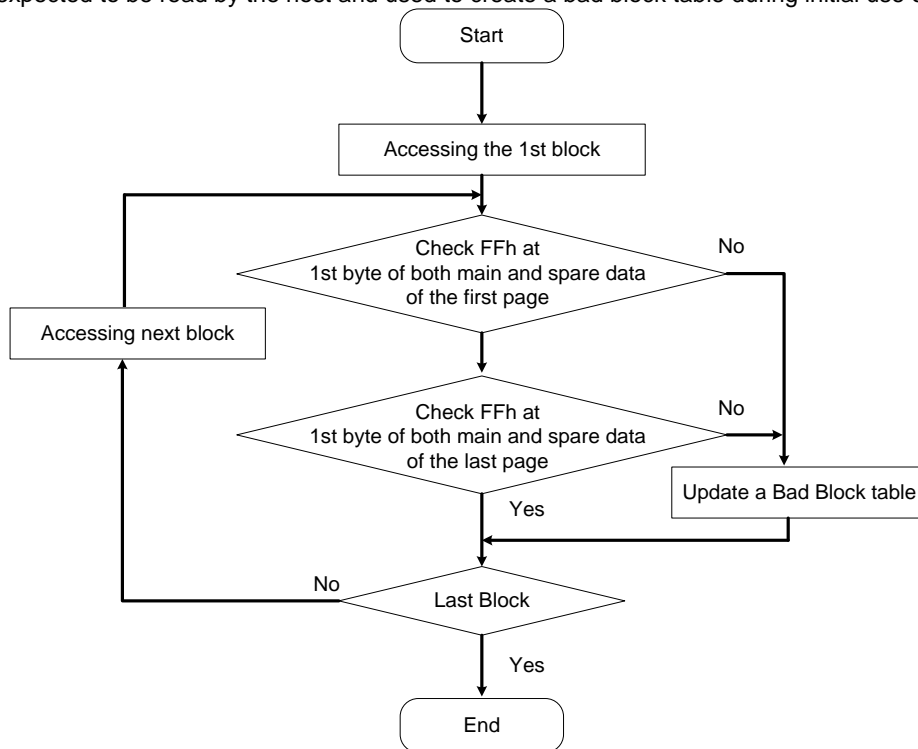 expected to be read by the host and used to create a bad block table during initial use
Start
Accessing the 1st block
Check FFh at
1st byte of both main and spare data
of the first page
No
Accessing next block
Check FFh at
1st byte of both main and spare data
of the last page
No
Update a Bad Block table
Yes
No
Last Block
Yes
End